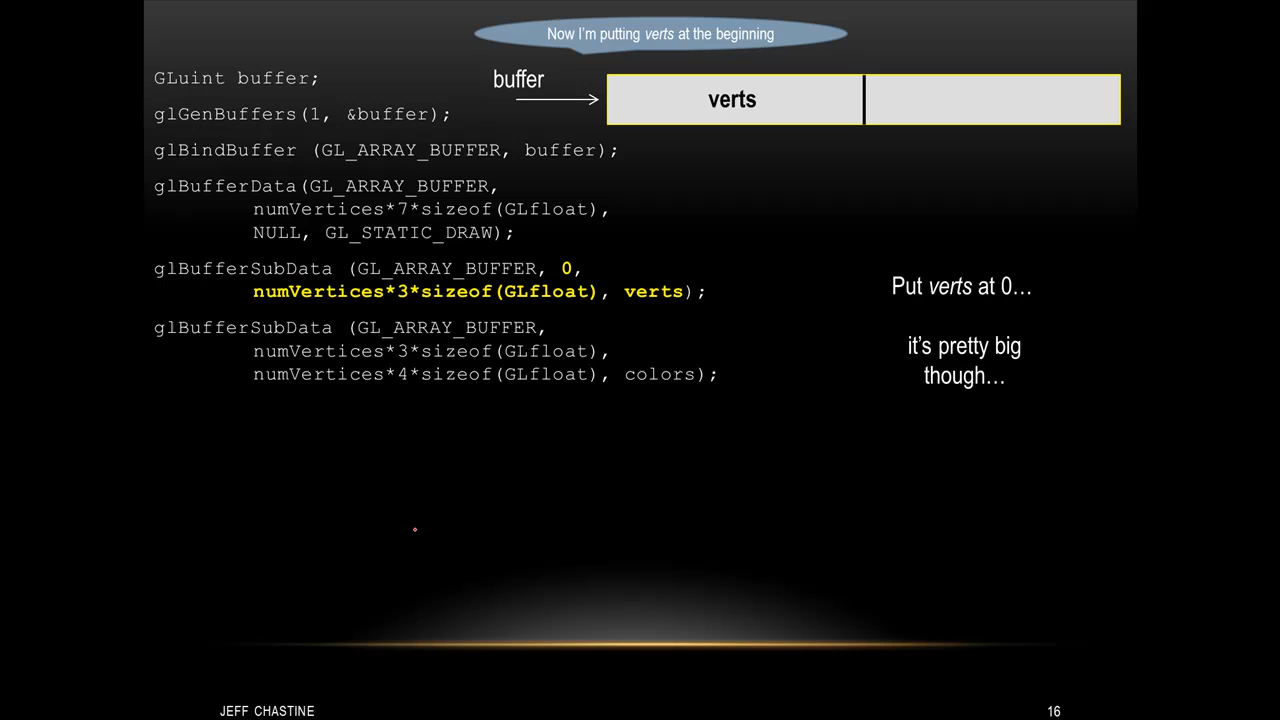 Now I'm putting verts at the beginning
GLuint buffer;
buffer
verts
glGenBuffers(1, &buffer);
glBindBuffer (GL_ARRAY_BUFFER, buffer);
glBufferData(GL_ARRAY_BUFFER,
numVertices*7*sizeof(GLfloat),
NULL, GL_STATIC_DRAW);
glBufferSubData (GL_ARRAY_BUFFER, 0,
numVertices*3*sizeof(GLfloat), verts);
glBufferSubData (GL_ARRAY_BUFFER,
numVertices*3*sizeof(GLfloat),
numVertices*4*sizeof(GLfloat), colors);
Put verts at 0…
it's pretty big
though…
JEFF CHASTINE
16